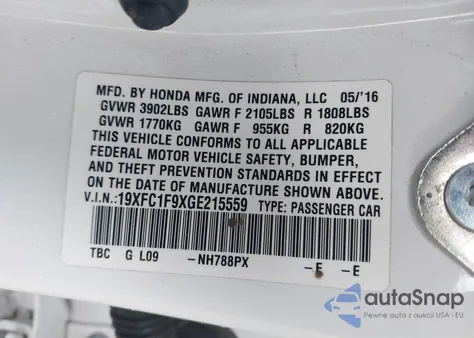 MFD. BY HONDA MFG. OF INDIANA, LLC 05/'16
GVWR 3902LBS GAWR F 2105LBS R 1808LBS
GVWR 1770KG GAWR F 955KG R 820KG
THIS VEHICLE CONFORMS TO ALL APPLICABLE
FEDERAL MOTOR VEHICLE SAFETY, BUMPER,
AND THEFT PREVENTION STANDARDS IN EFFECT
ON THE DATE OF MANUFACTURE SHOWN ABOVE.
V.I.N.:19XFC1F9XGE215559 TYPE: PASSENGER CAR
TBC G L09 -NH788PX -E -E
autoSnap
Pewne auta z aukcji USA i EU